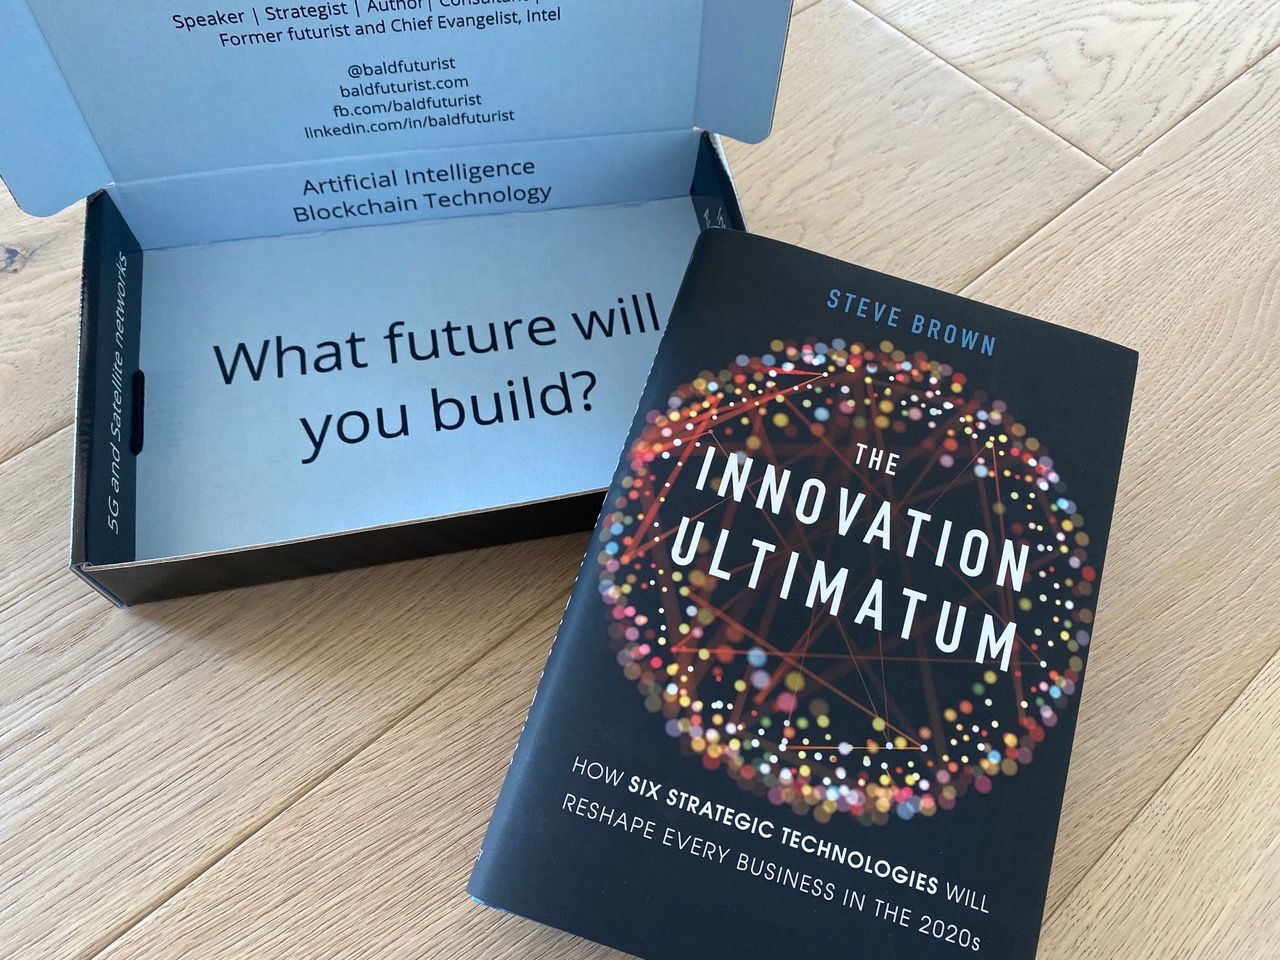 Speaker | Strategist | Author | Consultant |
Former futurist and Chief Evangelist, Intel
@baldfuturist
baldfuturist.com
fb.com/baldfuturist
linkedin.com/in/baldfuturist
Artificial Intelligence
Blockchain Technology
5G and Satellite networks
What future will
you build?
STEVE BROWN
THE
INNOVATION
ULTIMATUM
HOW SIX STRATEGIC TECHNOLOGIES WILL
RESHAPE EVERY BUSINESS IN THE 2020s